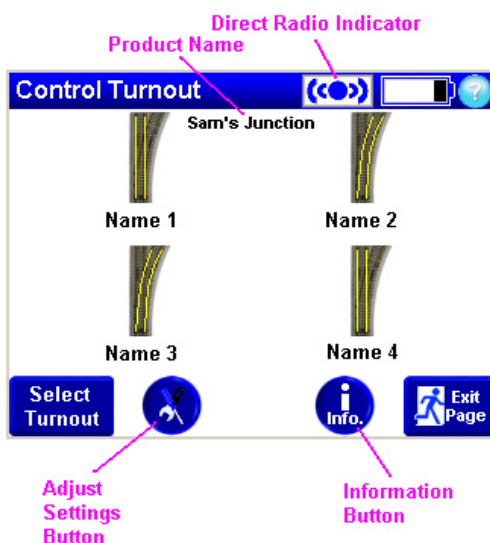 Direct Radio Indicator
Product Name
Control Turnout
?
Sam's Junction
Name 1
Name 2
Name 3
Name 4
Select
Turnout
i
Info.
Exit
Page
Adjust
Settings
Button
Information
Button